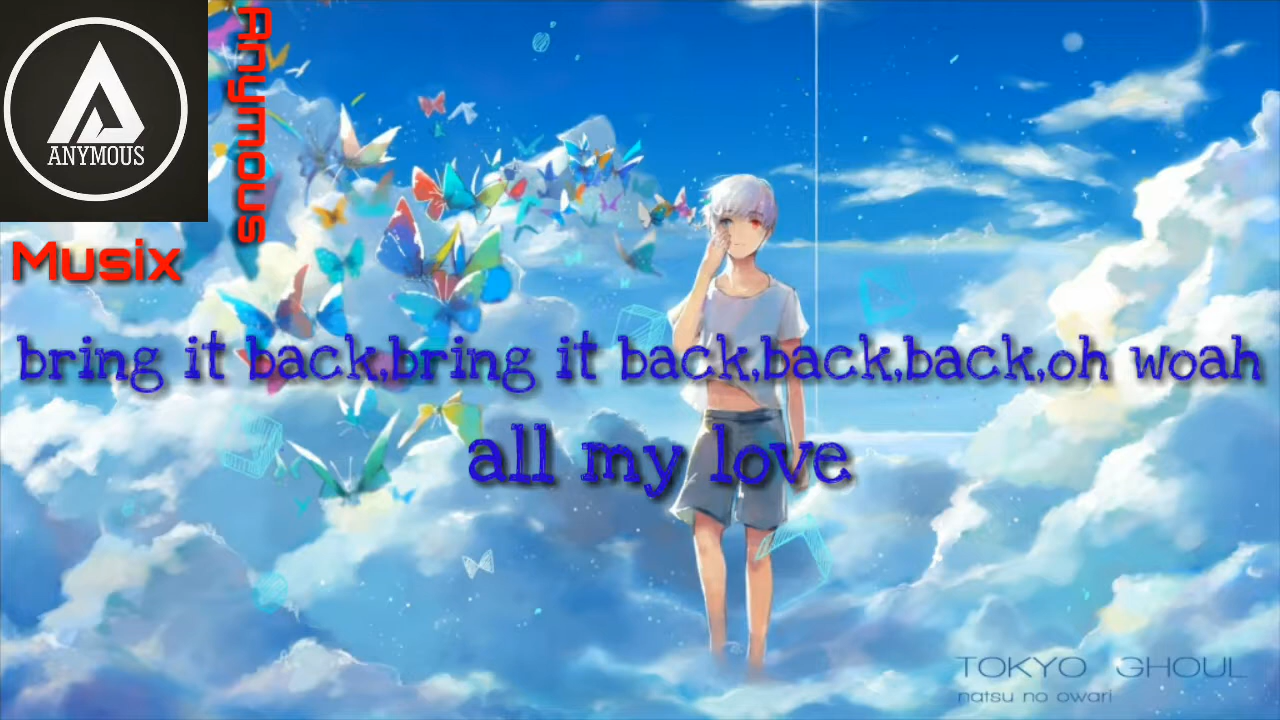 ANYMOUS
Anymous
Musix
bring it back,bring it back,back,back,oh woah
all my love
TOKYO GHOUL
natsu no owari